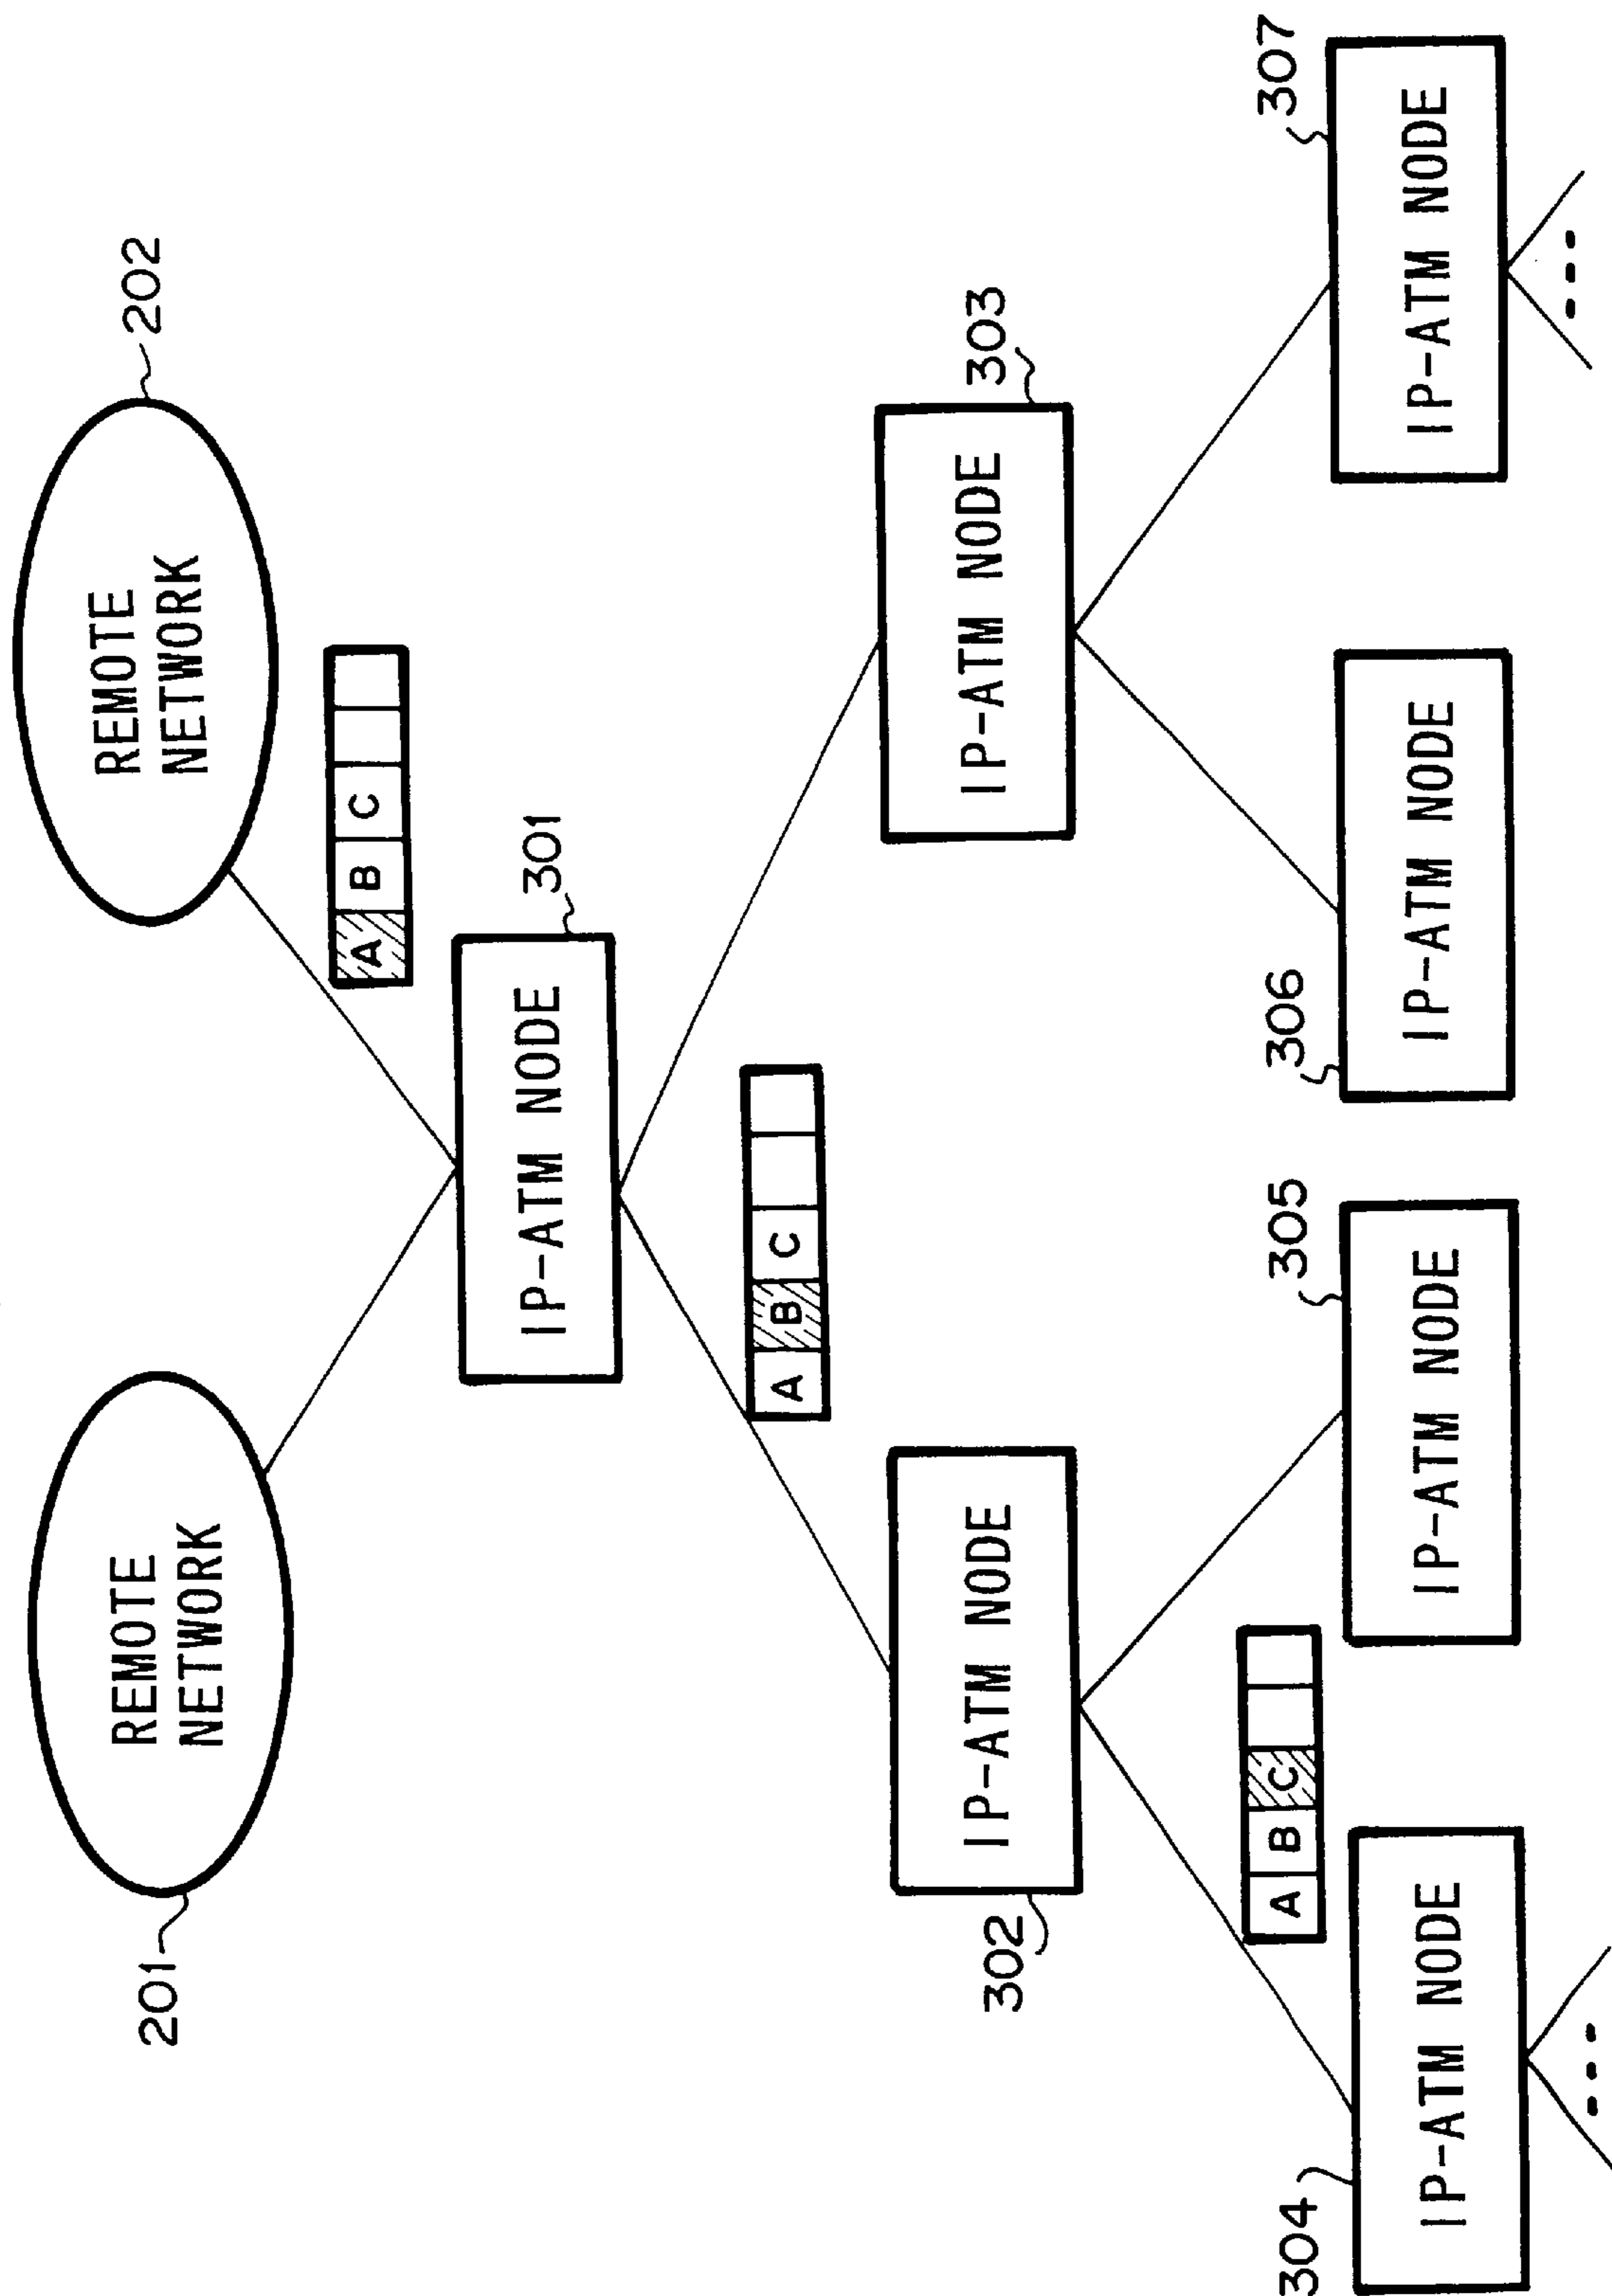 REMOTE
NETWORK
201
REMOTE
NETWORK
202
A B C
IP-ATM NODE
301
A B C
IP-ATM NODE
302
IP-ATM NODE
303
A B C
IP-ATM NODE
304
IP-ATM NODE
305
IP-ATM NODE
306
IP-ATM NODE
307